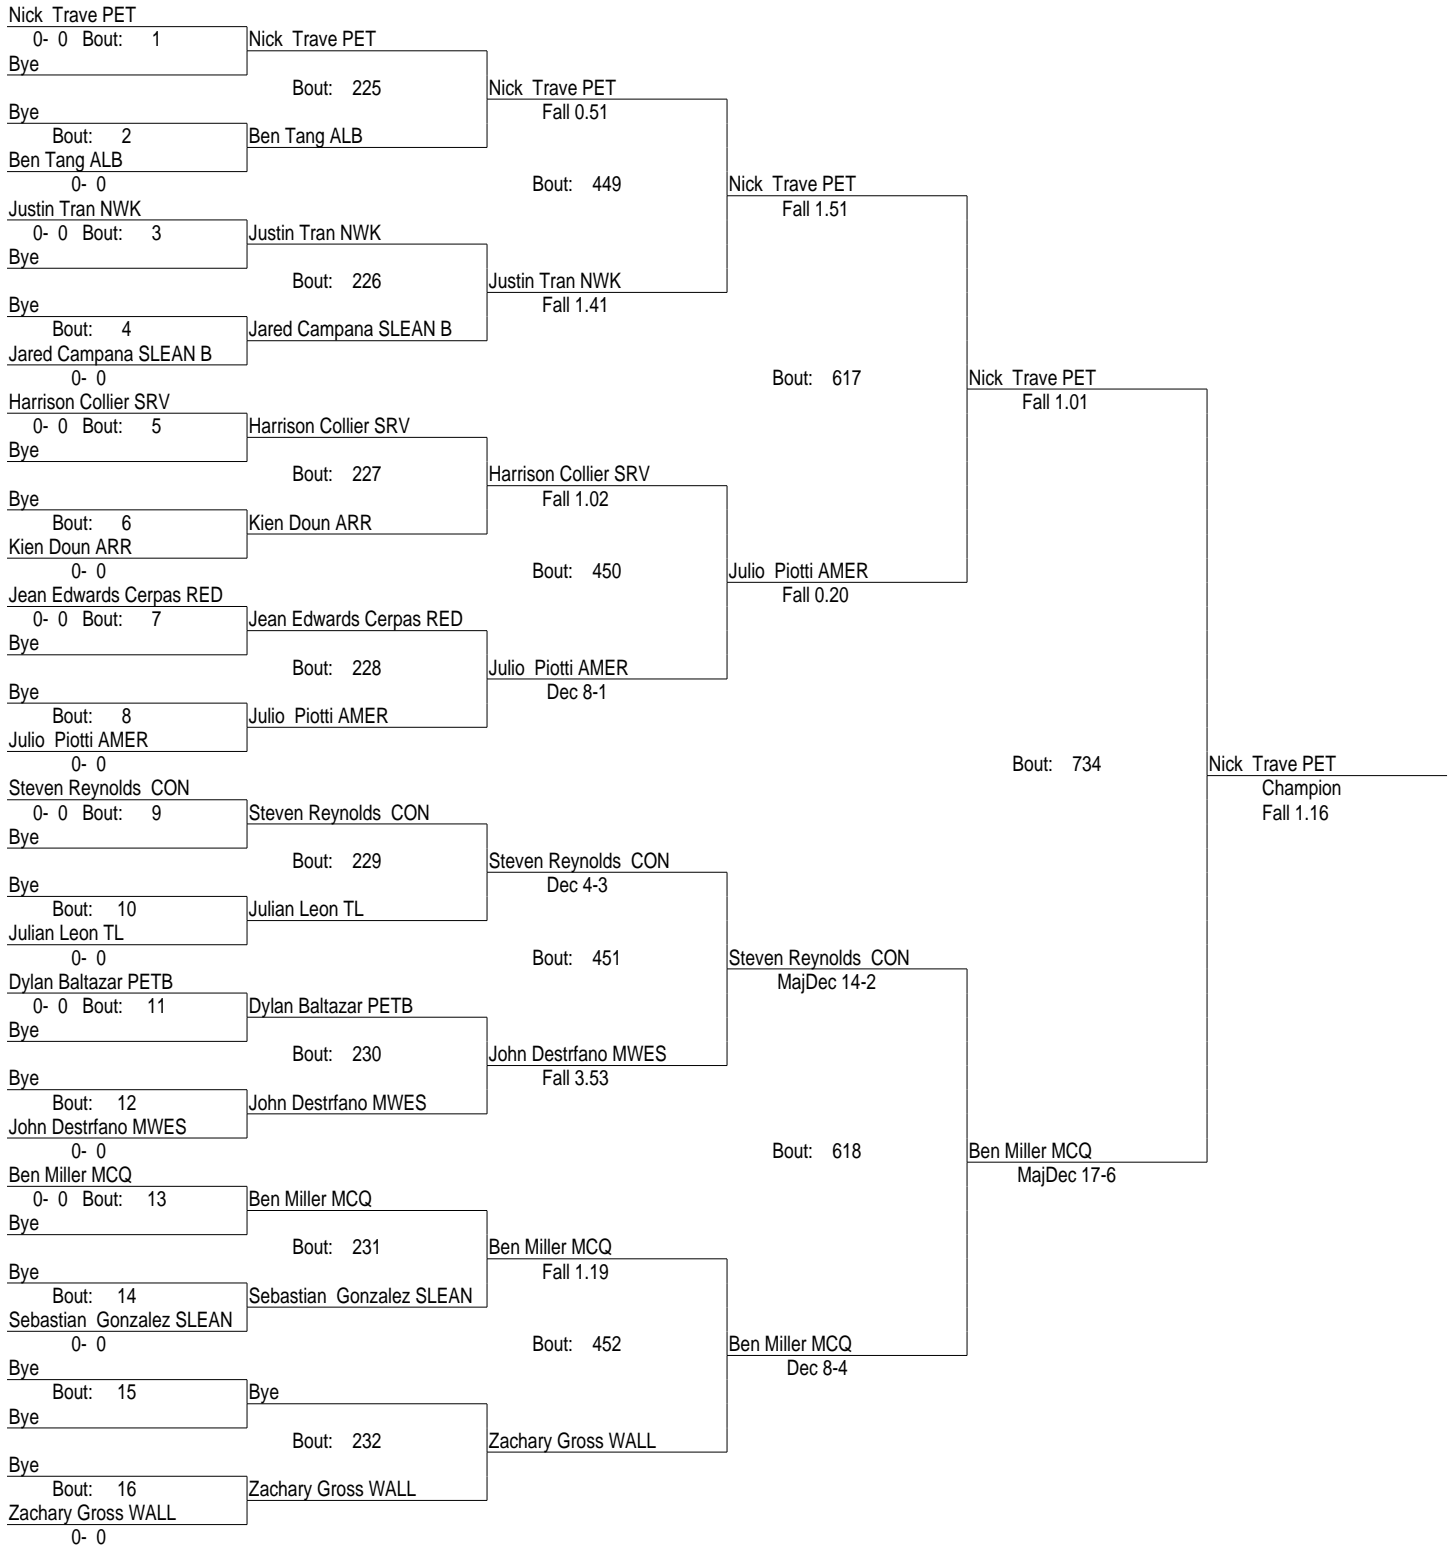 Nick  Trave PET
0-  0   Bout:      1
Nick  Trave PET
Bye
Bout:    225
Nick  Trave PET
Bye
Fall 0.51
Bout:      2
Ben Tang ALB
Ben Tang ALB
0-  0
Bout:    449
Nick  Trave PET
Justin Tran NWK
Fall 1.51
0-  0   Bout:      3
Justin Tran NWK
Bye
Bout:    226
Justin Tran NWK
Bye
Fall 1.41
Bout:      4
Jared Campana SLEAN B
Jared Campana SLEAN B
0-  0
Bout:    617
Nick  Trave PET
Harrison Collier SRV
Fall 1.01
0-  0   Bout:      5
Harrison Collier SRV
Bye
Bout:    227
Harrison Collier SRV
Bye
Fall 1.02
Bout:      6
Kien Doun ARR
Kien Doun ARR
0-  0
Bout:    450
Julio  Piotti AMER
Jean Edwards Cerpas RED
Fall 0.20
0-  0   Bout:      7
Jean Edwards Cerpas RED
Bye
Bout:    228
Julio  Piotti AMER
Bye
Dec 8-1
Bout:      8
Julio  Piotti AMER
Julio  Piotti AMER
0-  0
Bout:    734
Nick  Trave PET
Steven Reynolds  CON
Champion
0-  0   Bout:      9
Steven Reynolds  CON
Fall 1.16
Bye
Bout:    229
Steven Reynolds  CON
Bye
Dec 4-3
Bout:     10
Julian Leon TL
Julian Leon TL
0-  0
Bout:    451
Steven Reynolds  CON
Dylan Baltazar PETB
MajDec 14-2
0-  0   Bout:     11
Dylan Baltazar PETB
Bye
Bout:    230
John Destrfano MWES
Bye
Fall 3.53
Bout:     12
John Destrfano MWES
John Destrfano MWES
0-  0
Bout:    618
Ben Miller MCQ
Ben Miller MCQ
MajDec 17-6
0-  0   Bout:     13
Ben Miller MCQ
Bye
Bout:    231
Ben Miller MCQ
Bye
Fall 1.19
Bout:     14
Sebastian  Gonzalez SLEAN
Sebastian  Gonzalez SLEAN
0-  0
Bout:    452
Ben Miller MCQ
Bye
Dec 8-4
Bout:     15
Bye
Bye
Bout:    232
Zachary Gross WALL
Bye
Bout:     16
Zachary Gross WALL
Zachary Gross WALL
0-  0